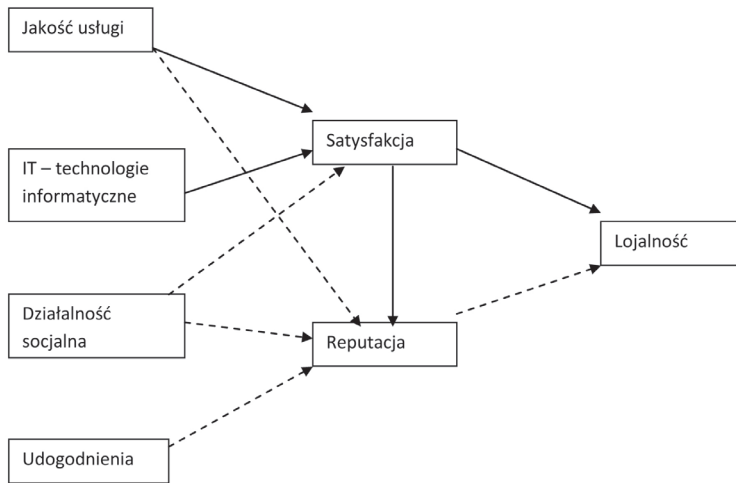 Jakość usługi
Satysfakcja
IT – technologie
informatyczne
Lojalność
Działalność
socjalna
Reputacja
Udogodnienia